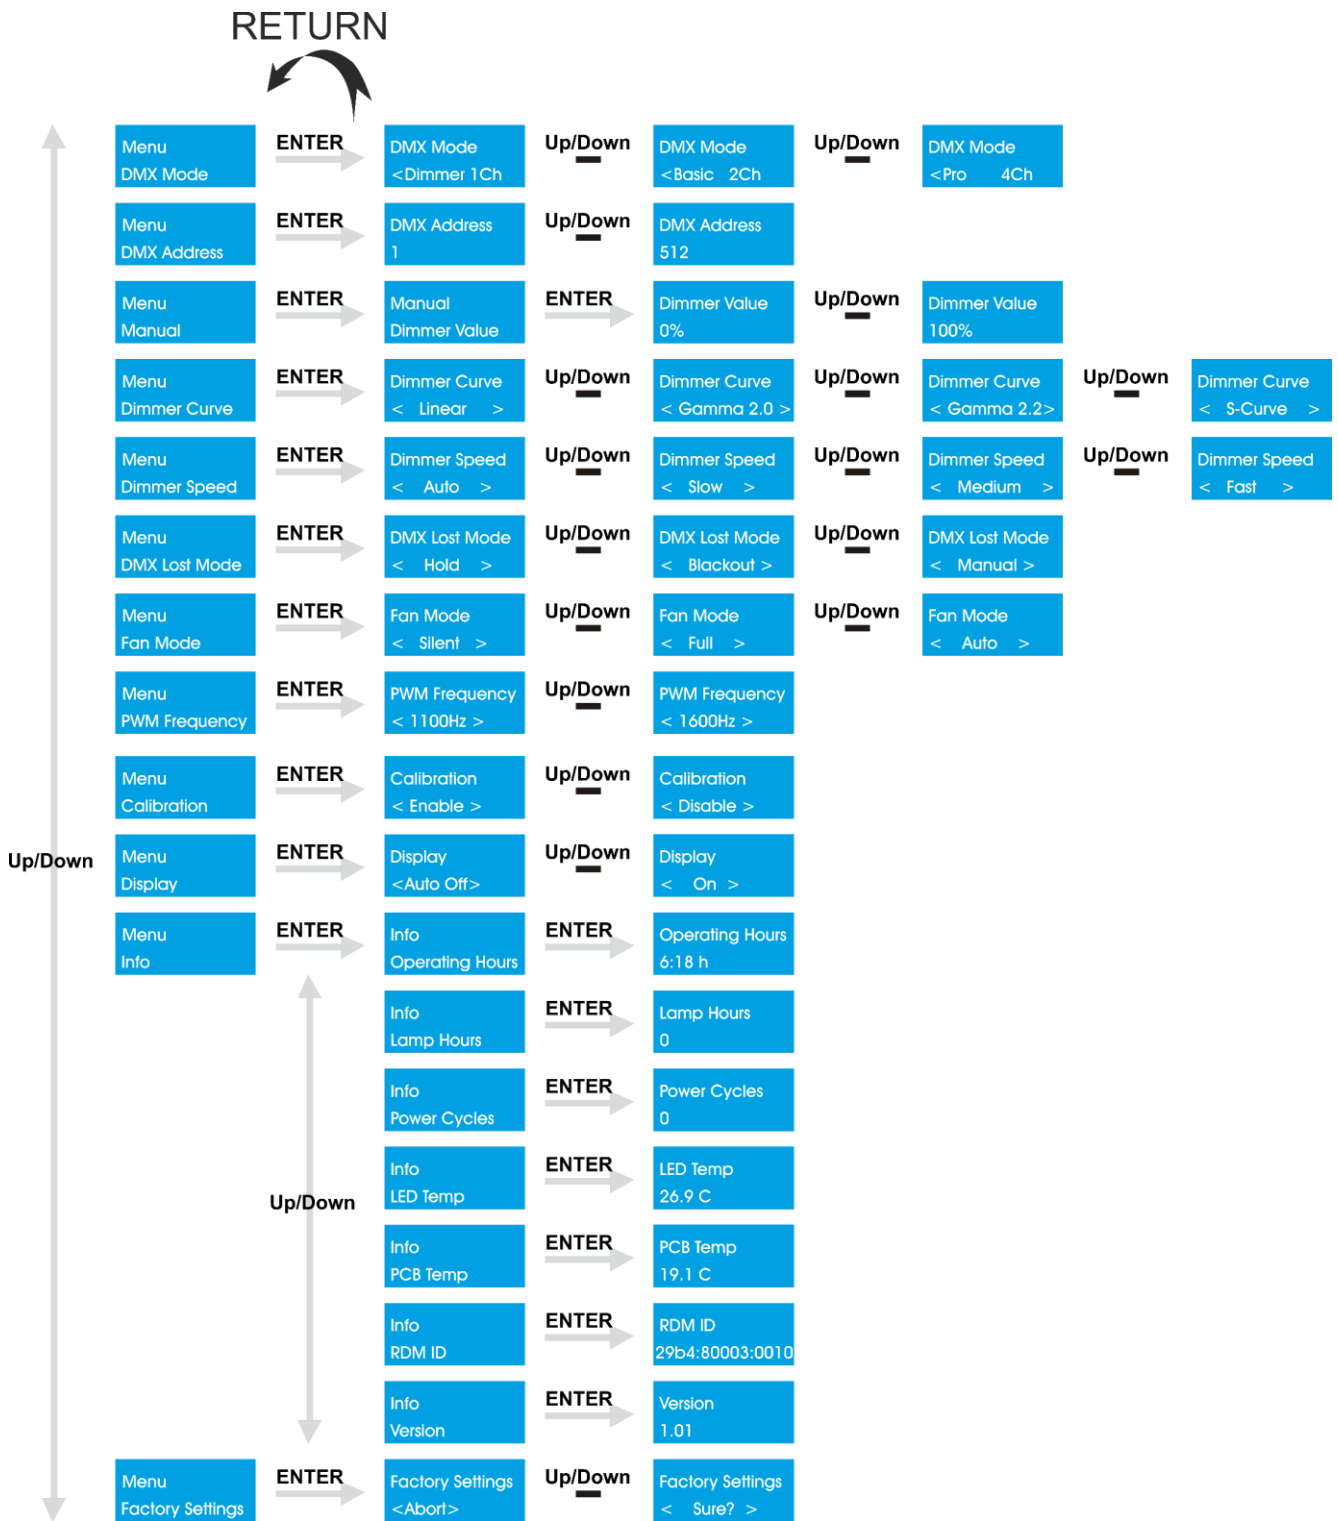 RETURN
Menu ENTER DMX Mode Up/Down DMX Mode Up/Down DMX Mode
DMX Mode <Dimmer 1Ch <Basic 2Ch <Pro 4Ch
Menu ENTER DMX Address Up/Down DMX Address
DMX Address 1 512
Menu ENTER Manual ENTER Dimmer Value Up/Down Dimmer Value
Manual Dimmer Value 0% 100%
Menu ENTER Dimmer Curve Up/Down Dimmer Curve Up/Down Dimmer Curve Up/Down Dimmer Curve
Dimmer Curve < Linear > < Gamma 2.0 > < Gamma 2.2> < S-Curve >
Menu ENTER Dimmer Speed Up/Down Dimmer Speed Up/Down Dimmer Speed Up/Down Dimmer Speed
Dimmer Speed < Auto > < Slow > < Medium > < Fast >
Menu ENTER DMX Lost Mode Up/Down DMX Lost Mode Up/Down DMX Lost Mode
DMX Lost Mode < Hold > < Blackout > < Manual >
Menu ENTER Fan Mode Up/Down Fan Mode Up/Down Fan Mode
Fan Mode < Silent > < Full > < Auto >
Menu ENTER PWM Frequency Up/Down PWM Frequency
PWM Frequency < 1100Hz > < 1600Hz >
Menu ENTER Calibration Up/Down Calibration
Calibration < Enable > < Disable >
Up/Down Menu ENTER Display Up/Down Display
Display <Auto Off> < On >
Menu ENTER Info ENTER Operating Hours
Info Operating Hours 6:18 h
Info ENTER Lamp Hours
Lamp Hours 0
Info ENTER Power Cycles
Power Cycles 0
Info ENTER LED Temp
LED Temp 26.9 C
Up/Down
Info ENTER PCB Temp
PCB Temp 19.1 C
Info ENTER RDM ID
RDM ID 29b4:80003:0010
Info ENTER Version
Version 1.01
Menu ENTER Factory Settings Up/Down Factory Settings
Factory Settings <Abort> < Sure? >